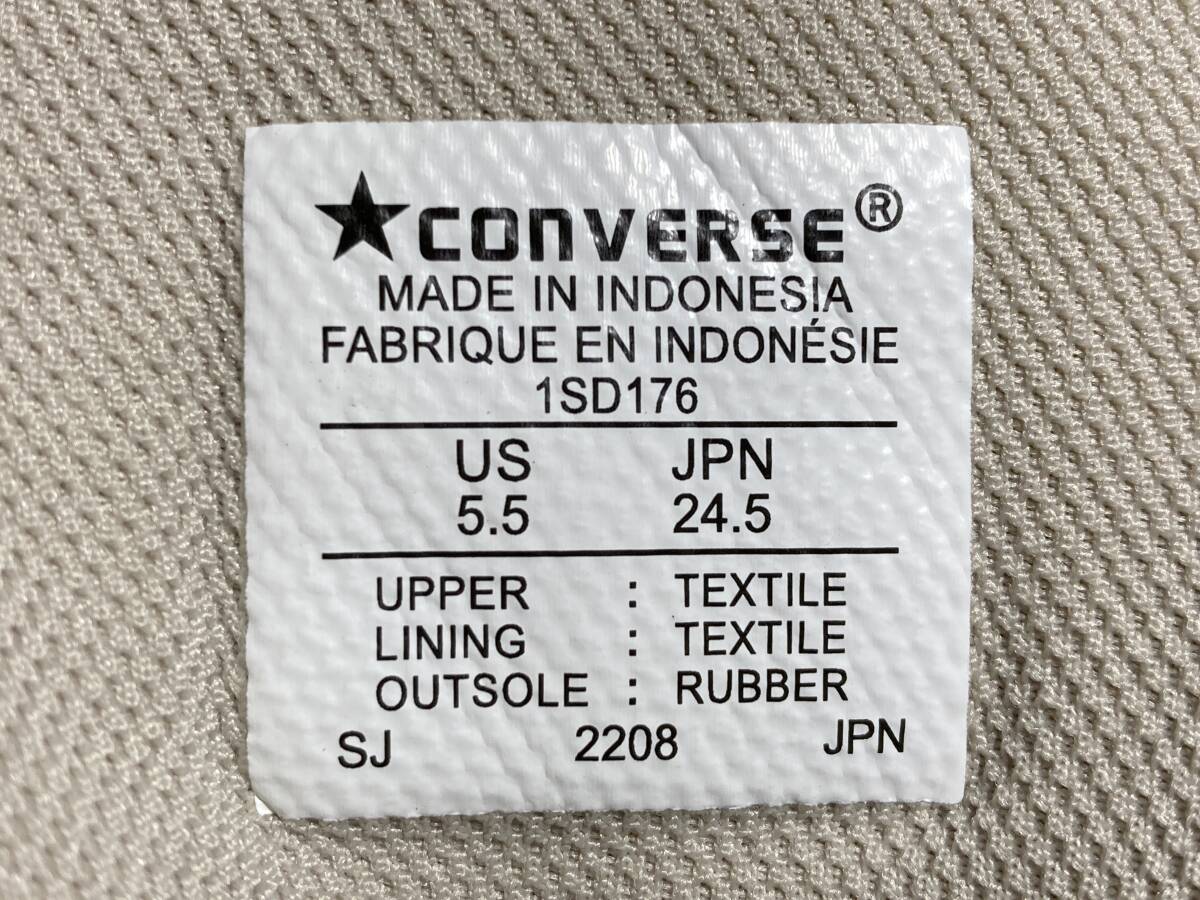 ★CONVERSE®
MADE IN INDONESIA
FABRIQUE EN INDONÉSIE
1SD176
US JPN
5.5 24.5
UPPER : TEXTILE
LINING : TEXTILE
OUTSOLE : RUBBER
SJ 2208 JPN